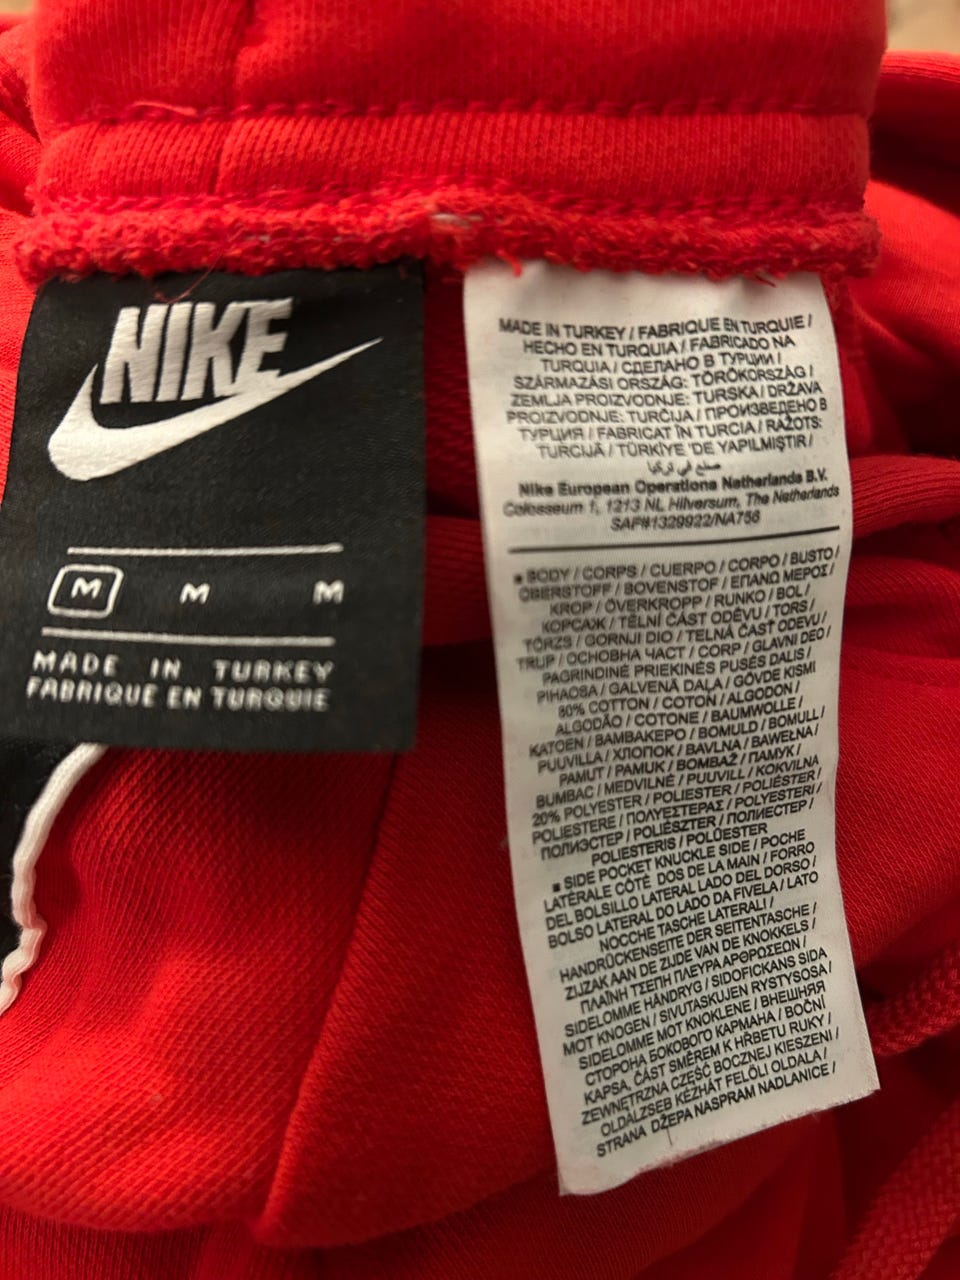 NIKE
M M M
MADE IN TURKEY
FABRIQUE EN TURQUIE
MADE IN TURKEY / FABRIQUE EN TURQUIE /
HECHO EN TURQUIA / FABRICADO NA
TURQUIA / СДЕЛАНО В ТУРЦИИ /
SZÁRMAZÁSI ORSZÁG: TÖRÖKORSZÁG /
ZEMLJA PROIZVODNJE: TURSKA / DRŽAVA
PROIZVODNJE: TURČIJA / ПРОИЗВЕДЕНО В
ТУРЦИЯ / FABRICAT ÎN TURCIA / RAŽOTS:
TURCIJĀ / TÜRKİYE 'DE YAPILMIŞTIR /
صنع في تركيا
Nike European Operations Netherlands B.V.
Colosseum 1, 1213 NL Hilversum, The Netherlands
SAF#1329922/NA756
■ BODY / CORPS / CUERPO / CORPO / BUSTO /
OBERSTOFF / BOVENSTOF / ΕΠΑΝΩ ΜΕΡΟΣ /
KROP / ÖVERKROPP / RUNKO / BOL /
КОРСАЖ / TĚLNÍ ČÁST ODĚVU / TORS /
TÖRZS / GORNJI DIO / TELNÁ ČASŤ ODEVU /
TRUP / ОСНОВНА ЧАСТ / CORP / GLAVNI DEO /
PAGRINDINĖ PRIEKINĖS PUSĖS DALIS /
PIHAOSA / GALVENĀ DAĻA / GÖVDE KISMI
80% COTTON / COTON / ALGODON /
ALGODÃO / COTONE / BAUMWOLLE /
KATOEN / ΒΑΜΒΑΚΕΡΟ / BOMULD / BOMULL /
PUUVILLA / ХЛОПОК / BAVLNA / BAWEŁNA /
PAMUT / PAMUK / BOMBAŽ / ПАМУК /
BUMBAC / MEDVILNĖ / PUUVILL / KOKVILNA
20% POLYESTER / POLIESTER / POLIÉSTER /
POLIESTERE / ΠΟΛΥΕΣΤΕΡΑΣ / POLYESTERI /
ПОЛИЭСТЕР / POLIÉSZTER / ПОЛИЕСТЕР /
POLIESTERIS / POLÜESTER
■ SIDE POCKET KNUCKLE SIDE / POCHE
LATÉRALE CÔTÉ DOS DE LA MAIN / FORRO
DEL BOLSILLO LATERAL LADO DEL DORSO /
BOLSO LATERAL DO LADO DA FIVELA / LATO
NOCCHE TASCHE LATERALI /
HANDRÜCKENSEITE DER SEITENTASCHE /
ZIJZAK AAN DE ZIJDE VAN DE KNOKKELS /
ΠΛΑΪΝΗ ΤΣΕΠΗ ΠΛΕΥΡΑ ΑΡΘΡΩΣΕΩΝ /
SIDELOMME HÅNDRYG / SIDOFICKANS SIDA
MOT KNOGEN / SIVUTASKUJEN RYSTYSOSA /
SIDELOMME MOT KNOKLENE / ВНЕШНЯЯ
СТОРОНА БОКОВОГО КАРМАНА / BOČNÍ
KAPSA, ČÁST SMĚREM K HŘBETU RUKY /
ZEWNĘTRZNA CZĘŚĆ BOCZNEJ KIESZENI /
OLDALZSEB KÉZHÁT FELŐLI OLDALA /
STRANA DŽEPA NASPRAM NADLANICE /